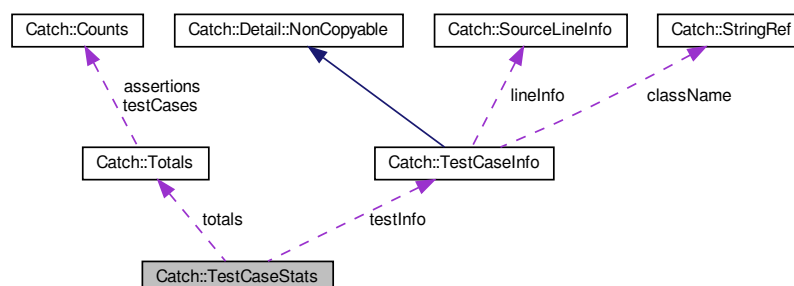 Catch::Counts
Catch::Detail::NonCopyable
Catch::SourceLineInfo
Catch::StringRef
assertions
testCases
lineInfo
className
Catch::Totals
Catch::TestCaseInfo
totals
testInfo
Catch::TestCaseStats